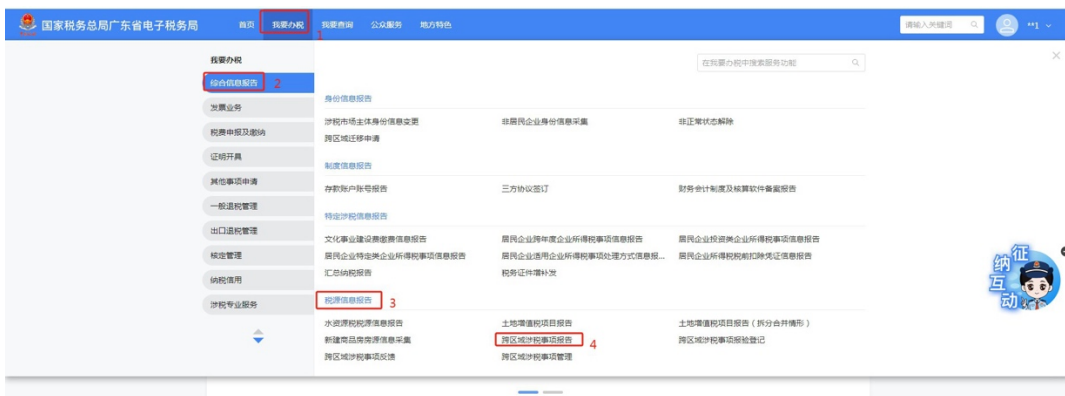 国家税务总局广东省电子税务局 首页 我要办税 我要查询 公众服务 地方特色 请输入关键词 **1
1
我要办税 在我要办税中搜索服务功能
综合信息报告 2
身份信息报告
发票业务
涉税市场主体身份信息变更 非居民企业身份信息采集 非正常状态解除
税费申报及缴纳
跨区域迁移申请
证明开具
制度信息报告
其他事项申请
存款账户账号报告 三方协议签订 财务会计制度及核算软件备案报告
一般退税管理
特定涉税信息报告
出口退税管理
文化事业建设费缴费信息报告 居民企业跨年度企业所得税事项信息报告 居民企业投资类企业所得税事项信息报告
核定管理
居民企业特定类企业所得税事项信息报告 居民企业适用企业所得税事项处理方式信息报... 居民企业所得税税前扣除凭证信息报告
汇总纳税报告 税务证件增补发
纳税信用
涉税专业服务
税源信息报告 3
水资源税税源信息报告 土地增值税项目报告 土地增值税项目报告（拆分合并情形）
新建商品房房源信息采集 跨区域涉税事项报告 4 跨区域涉税事项报验登记
跨区域涉税事项反馈 跨区域涉税事项管理
征纳互动